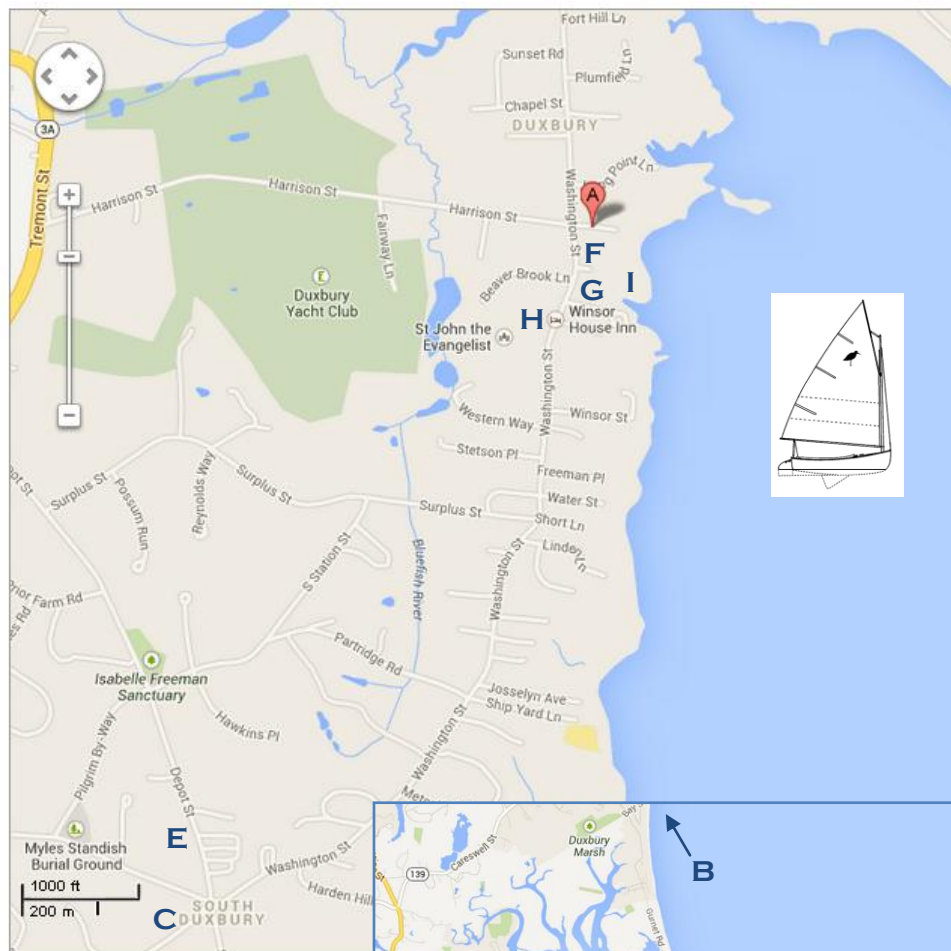 Fort Hill Ln
Sunset Rd
Plumfield Ln
Chapel St
DUXBURY
3A
Tremont St
Harrison St
Harrison St
Harrison St
Point Ln
A
Washington St
Fairway Ln
F
Beaver Brook Ln
G
I
Duxbury
Yacht Club
H
Winsor
House Inn
St John the
Evangelist
Washington St
Western Way
Winsor St
Stetson Pl
Freeman Pl
Surplus St
Possum Run
Reynolds Way
Surplus St
Surplus St
Water St
Short Ln
Linden Ln
Bluefish River
S Station St
Washington St
Prior Farm Rd
Partridge Rd
Isabelle Freeman
Sanctuary
Josselyn Ave
Ship Yard Ln
Hawkins Pl
Pilgrim By-Way
Washington St
Depot St
E
Myles Standish
Burial Ground
Washington St
Harden Hill
1000 ft
200 m
C
SOUTH
DUXBURY
Careswell St
139
Duxbury
Marsh
Gurnet Rd
B